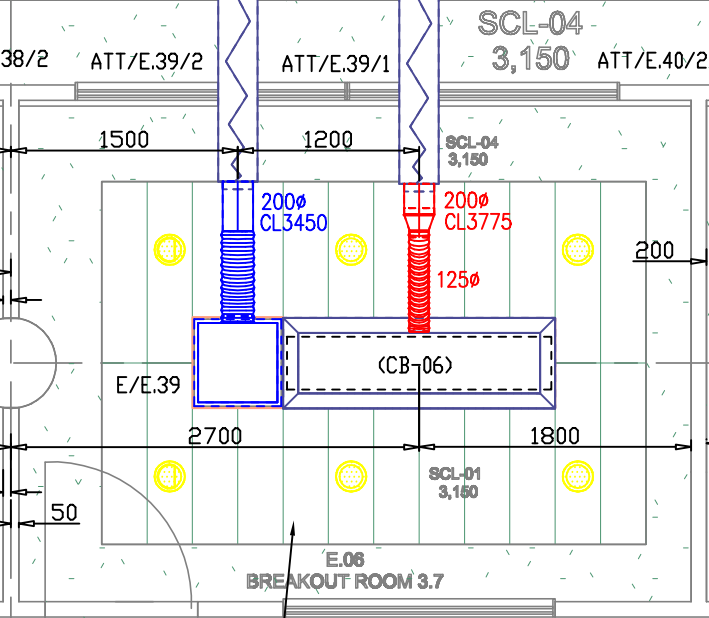 SCL-04
3,150
38/2
ATT/E.39/2
ATT/E.39/1
ATT/E.40/2
1500
1200
SCL-04
3,150
200ø
CL3450
200ø
CL3775
200
125ø
(CB-06)
E/E.39
2700
1800
SCL-01
3,150
50
E.06
BREAKOUT ROOM 3.7